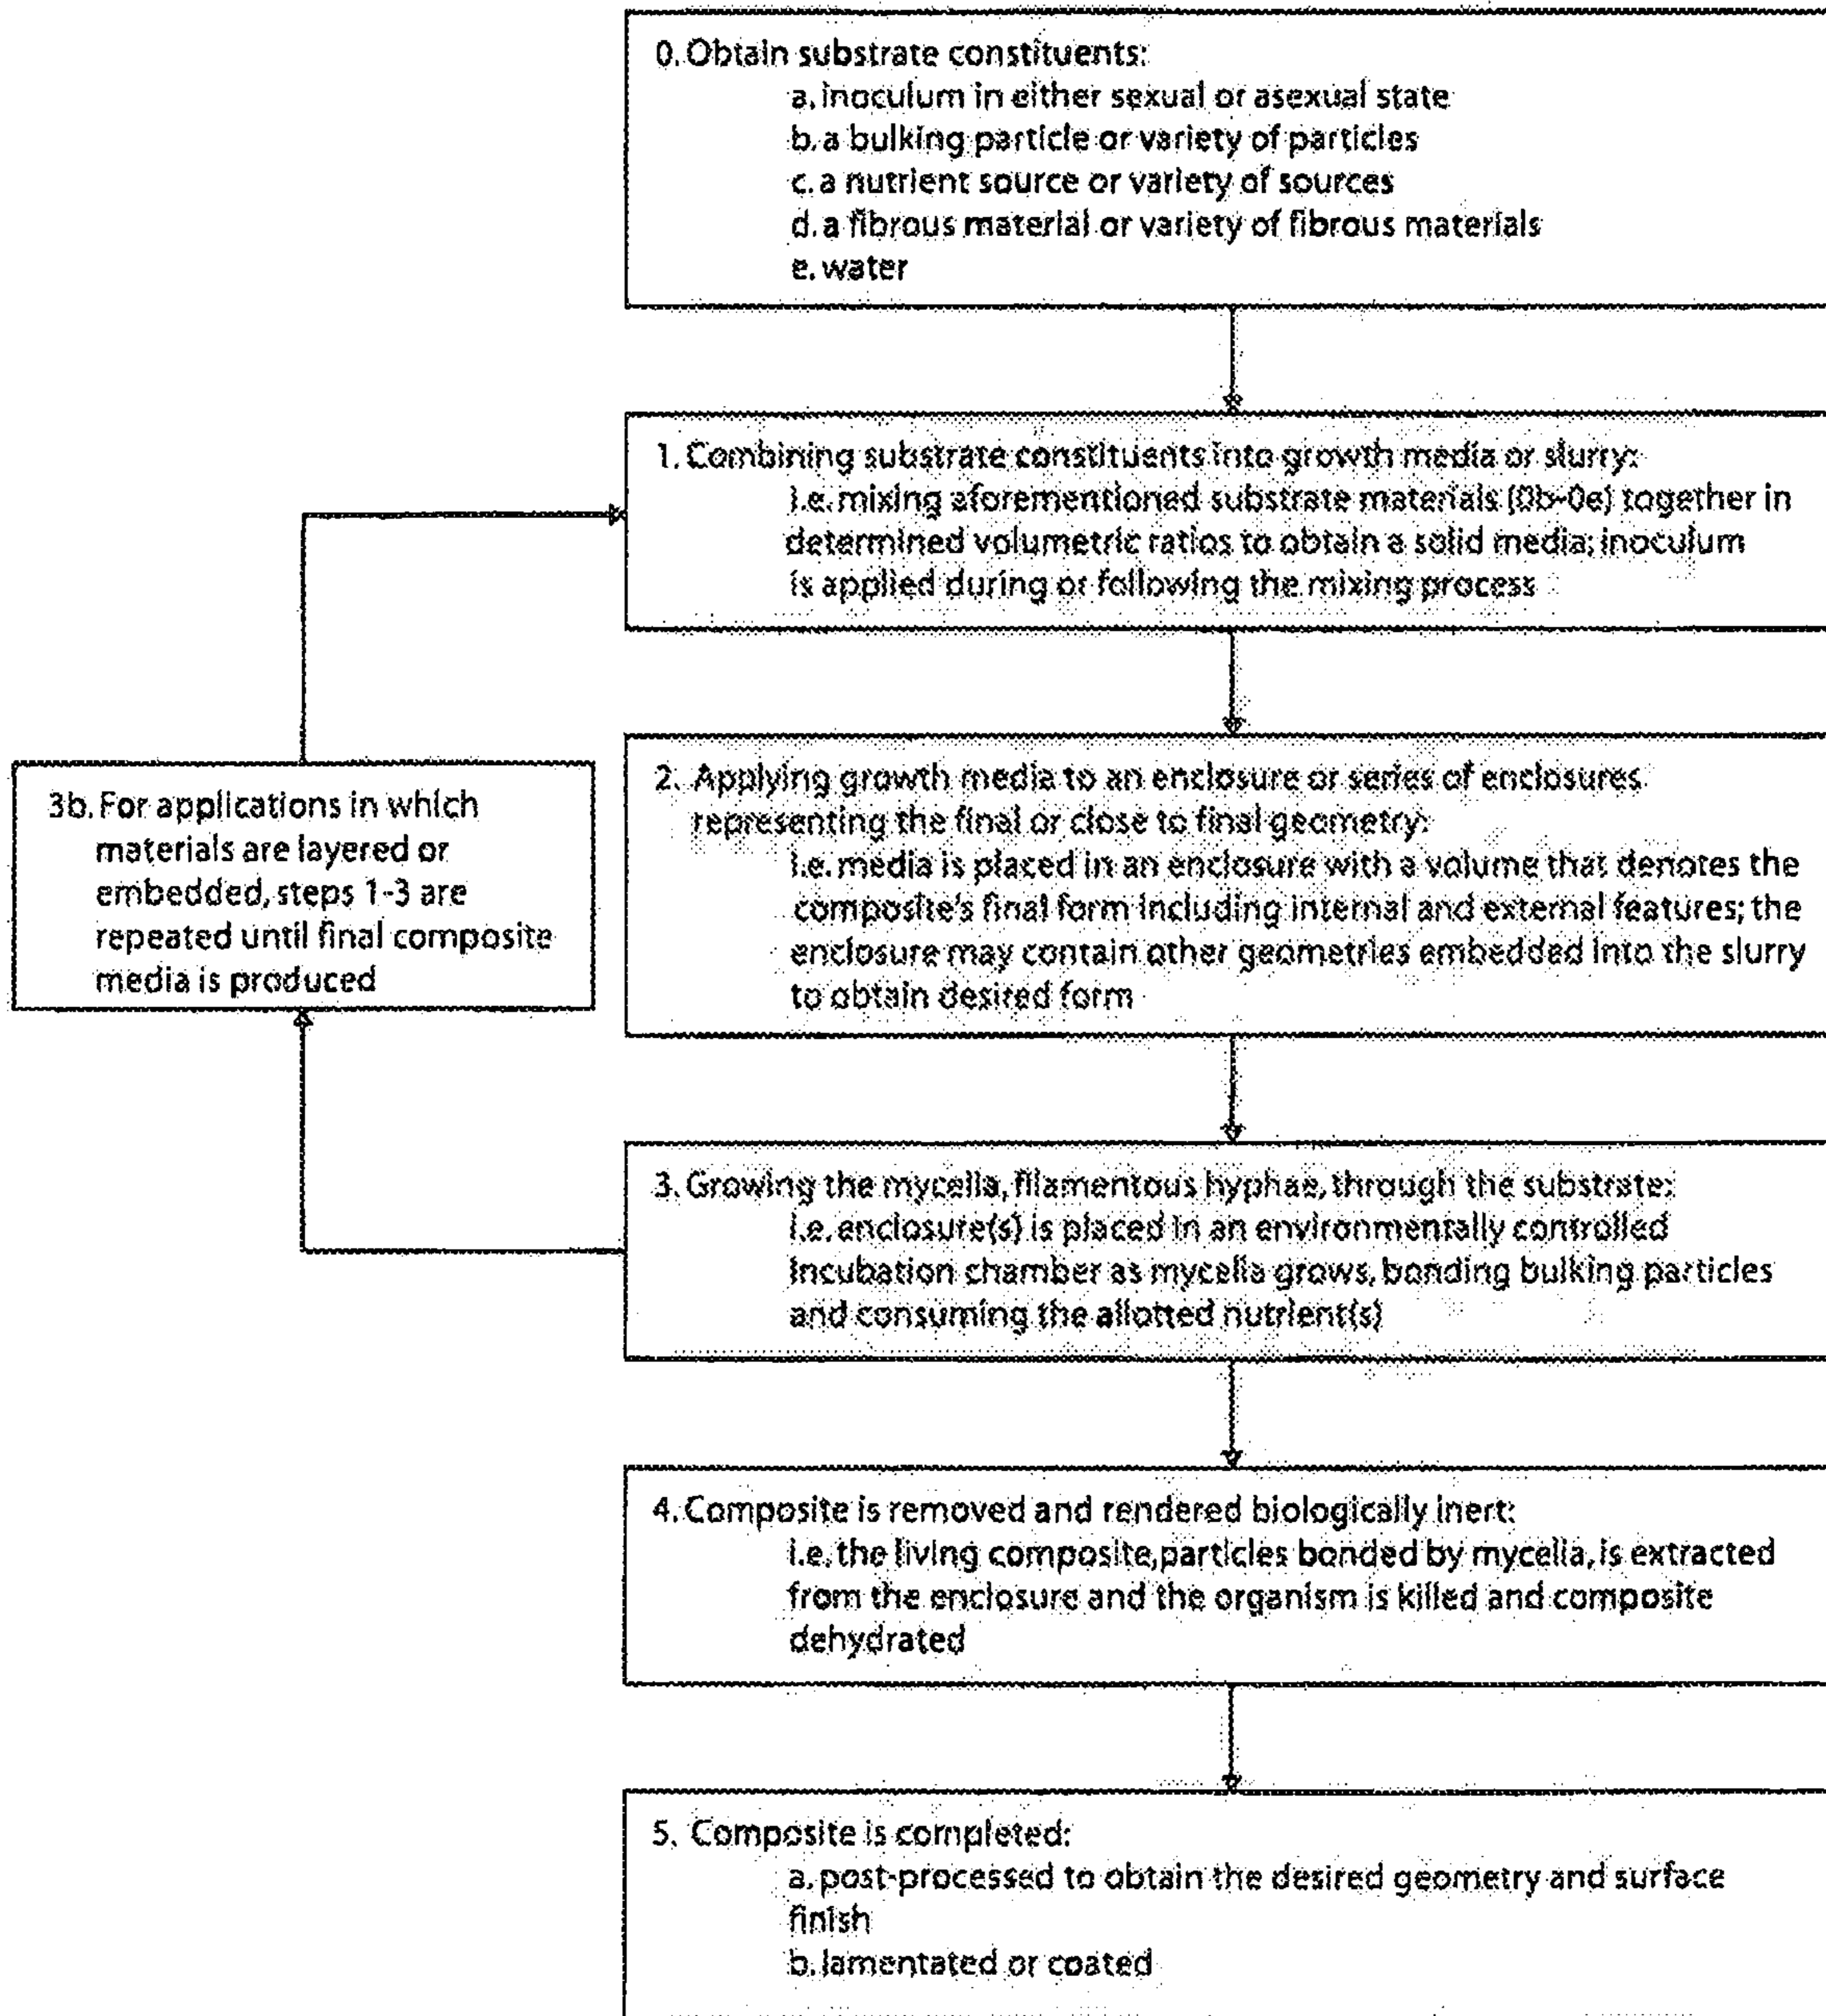 0. Obtain substrate constituents:
a. inoculum in either sexual or asexual state
b. a bulking particle or variety of particles
c. a nutrient source or variety of sources
d. a fibrous material or variety of fibrous materials
e. water
1. Combining substrate constituents into growth media or slurry:
i.e. mixing aforementioned substrate materials (0b-0e) together in
determined volumetric ratios to obtain a solid media; inoculum
is applied during or following the mixing process
2. Applying growth media to an enclosure or series of enclosures
representing the final or close to final geometry:
i.e. media is placed in an enclosure with a volume that denotes the
composite's final form including internal and external features; the
enclosure may contain other geometries embedded into the slurry
to obtain desired form
3b. For applications in which
materials are layered or
embedded, steps 1-3 are
repeated until final composite
media is produced
3. Growing the mycelia, filamentous hyphae, through the substrate:
i.e. enclosure(s) is placed in an environmentally controlled
incubation chamber as mycelia grows, bonding bulking particles
and consuming the allotted nutrient(s)
4. Composite is removed and rendered biologically inert:
i.e. the living composite, particles bonded by mycelia, is extracted
from the enclosure and the organism is killed and composite
dehydrated
5. Composite is completed:
a. post-processed to obtain the desired geometry and surface
finish
b. lamentated or coated